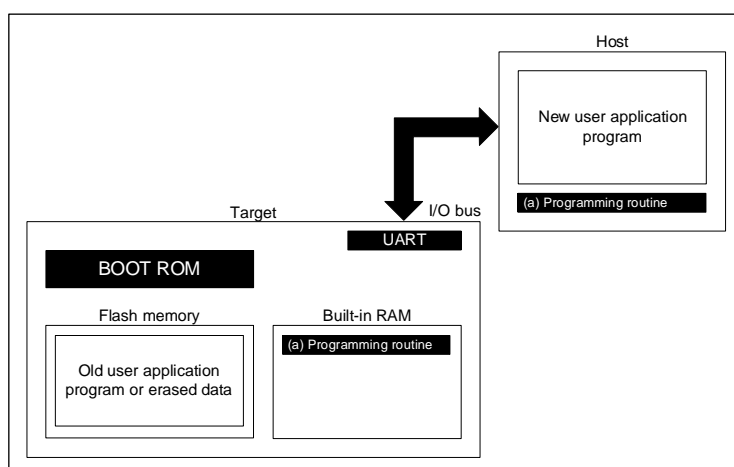 Host
New user application
program
(a) Programming routine
Target
I/O bus
UART
BOOT ROM
Flash memory
Built-in RAM
(a) Programming routine
Old user application
program or erased data